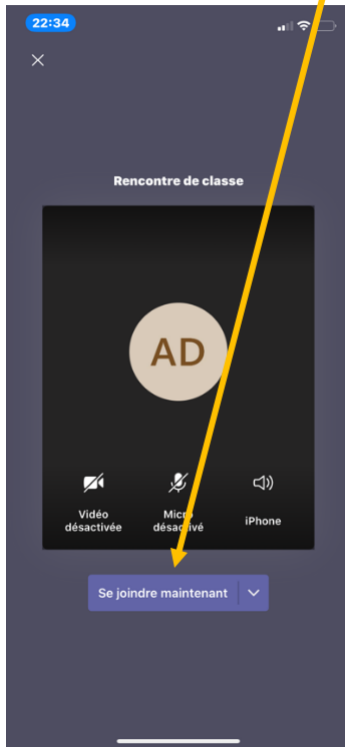 22:34
Rencontre de classe
AD
Vidéo
désactivée
Micro
désactivé
iPhone
Se joindre maintenant